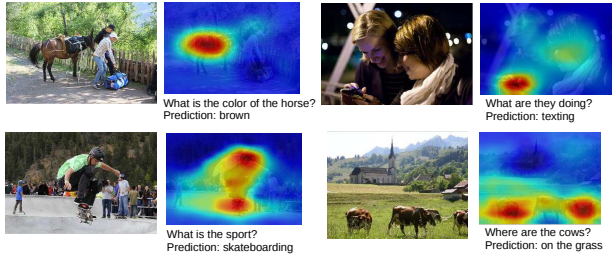 What is the color of the horse?
Prediction: brown
What are they doing?
Prediction: texting
What is the sport?
Prediction: skateboarding
Where are the cows?
Prediction: on the grass